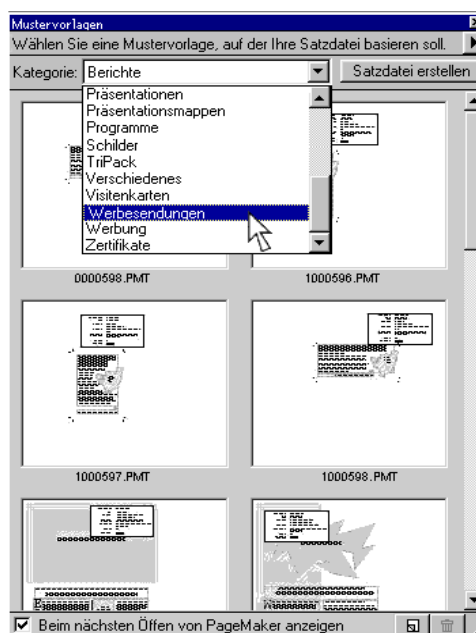 Mustervorlagen
Wählen Sie eine Mustervorlage, auf der Ihre Satzdatei basieren soll.
Kategorie: Berichte Satzdatei erstellen
Präsentationen
Präsentationsmappen
Programme
Schilder
TriPack
Verschiedenes
Visitenkarten
Werbesendungen
Werbung
Zertifikate
0000598.PMT 1000596.PMT
1000597.PMT 1000598.PMT
Beim nächsten Öffen von PageMaker anzeigen